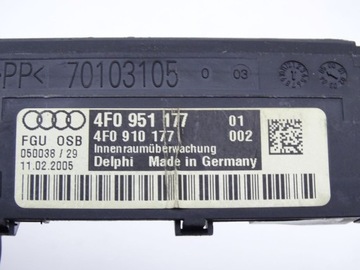 >PP< 70103105 0 03
4F0 951 177 01
4F0 910 177 002
FGU OSB
Innenraumüberwachung
050038 / 29
11.02.2005
Delphi Made in Germany